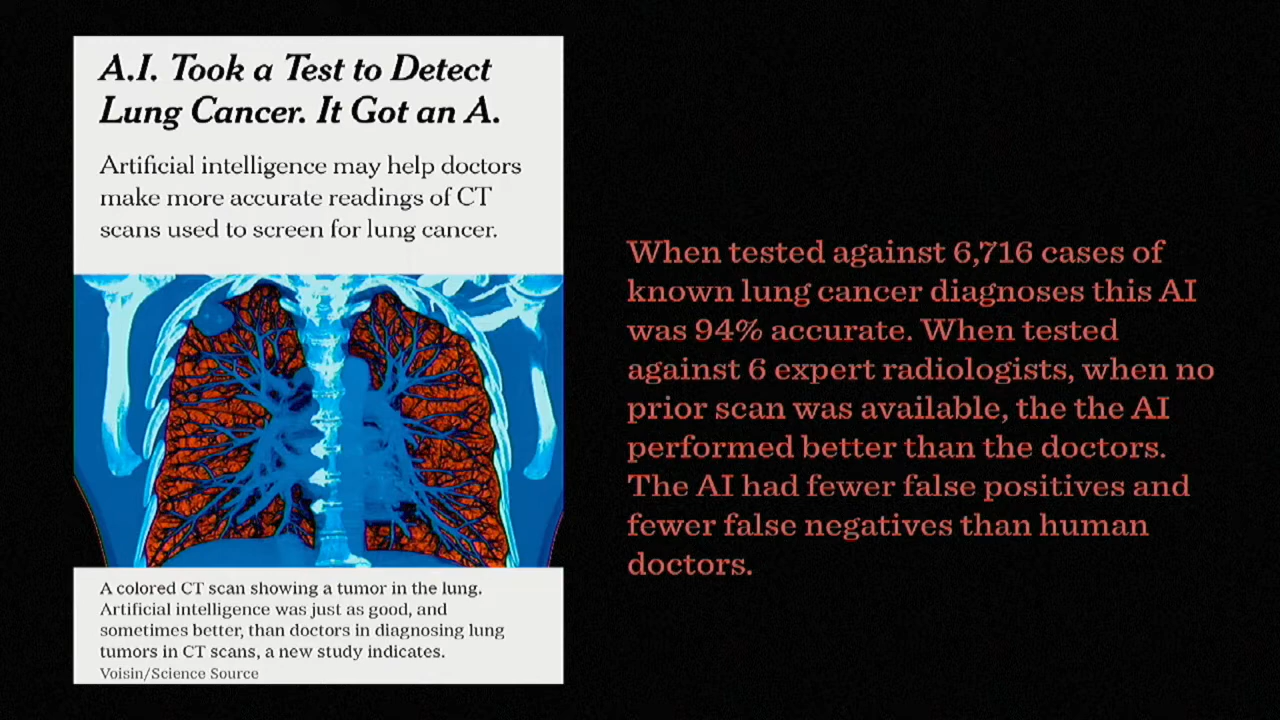 A.I. Took a Test to Detect
Lung Cancer. It Got an A.
Artificial intelligence may help doctors
make more accurate readings of CT
scans used to screen for lung cancer.
A colored CT scan showing a tumor in the lung.
Artificial intelligence was just as good, and
sometimes better, than doctors in diagnosing lung
tumors in CT scans, a new study indicates.
Voisin/Science Source
When tested against 6,716 cases of
known lung cancer diagnoses this AI
was 94% accurate. When tested
against 6 expert radiologists, when no
prior scan was available, the the AI
performed better than the doctors.
The AI had fewer false positives and
fewer false negatives than human
doctors.